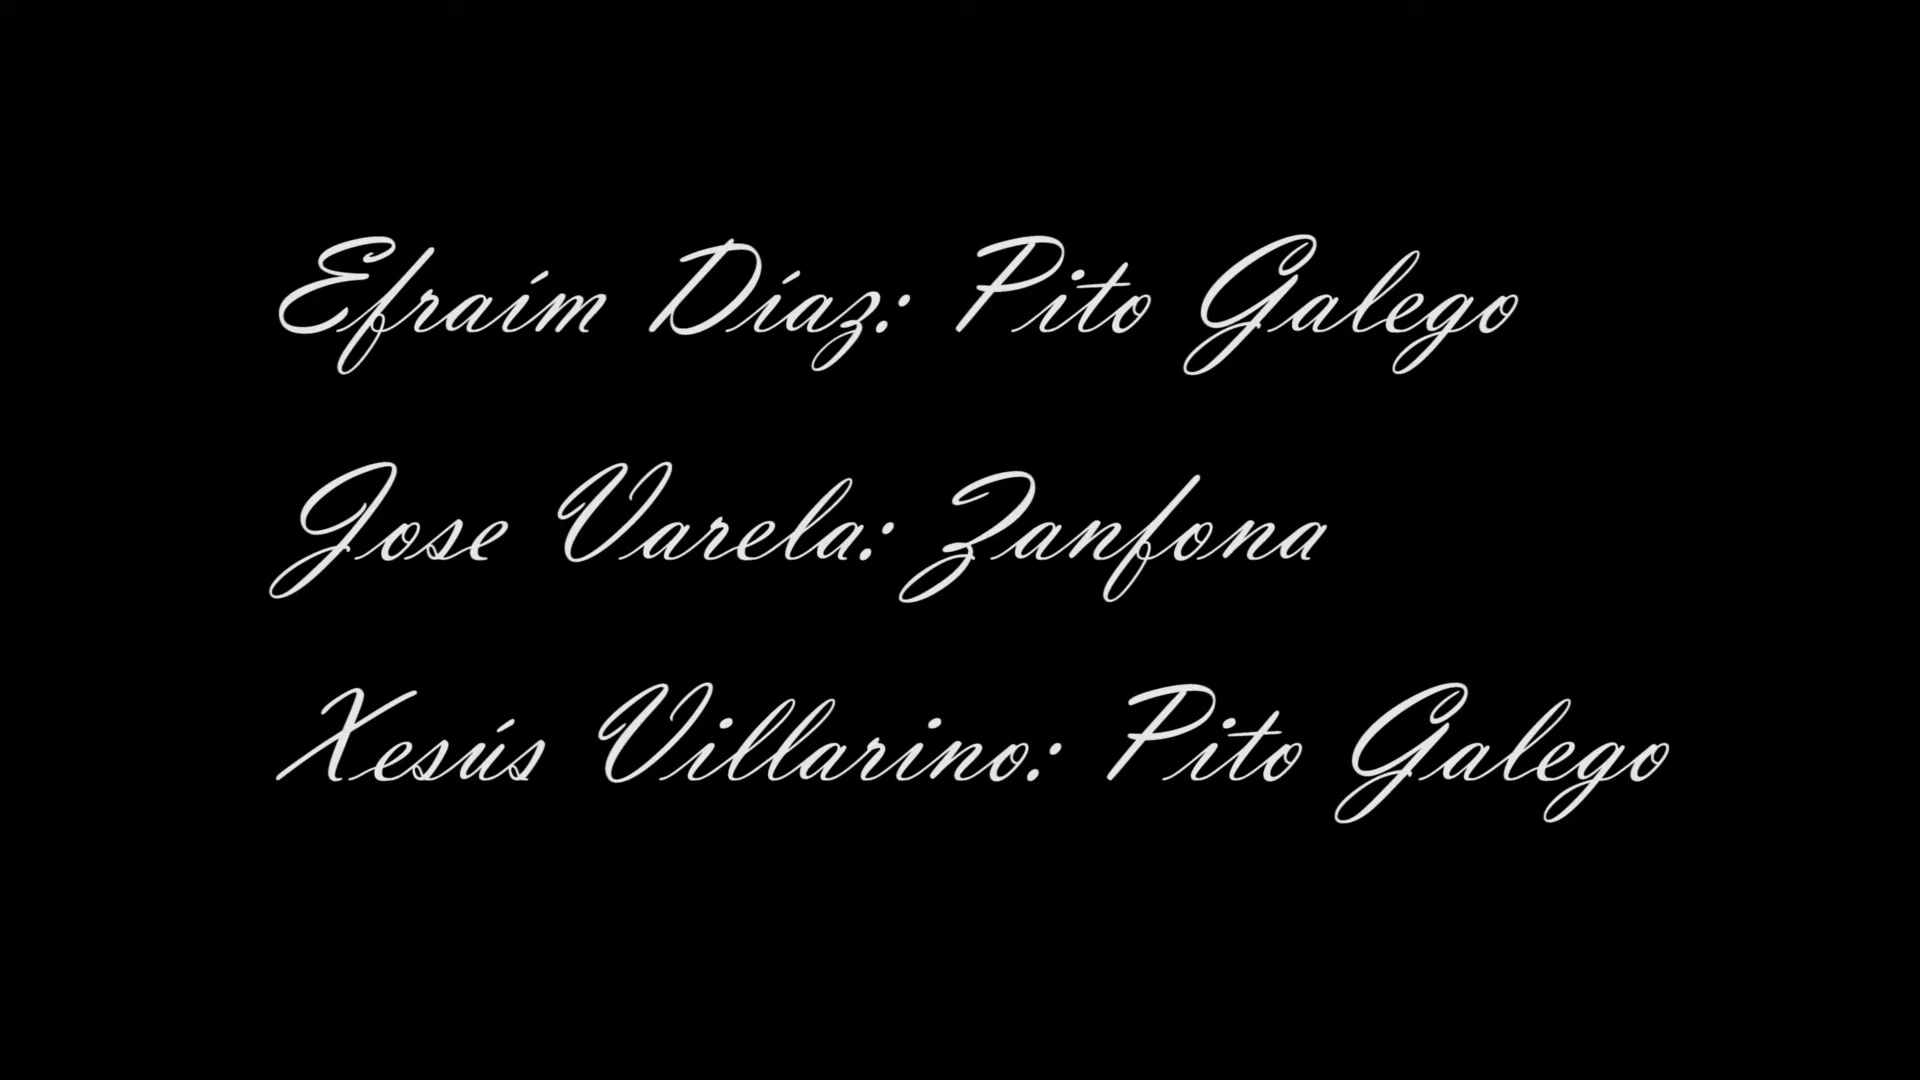 Efraím Díaz: Pito Galego
Jose Varela: Zanfona
Xesús Villarino: Pito Galego